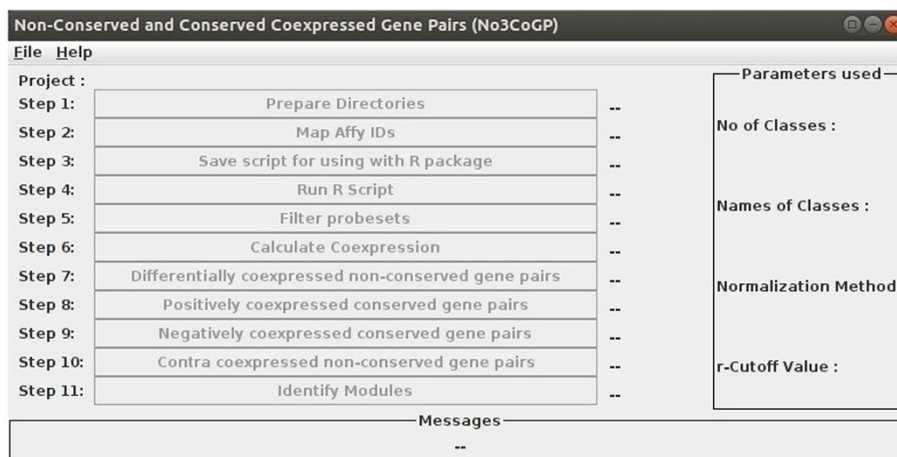 Non-Conserved and Conserved Coexpressed Gene Pairs (No3CoGP)
File Help
Project :
Step 1: Prepare Directories --
Step 2: Map Affy IDs --
Step 3: Save script for using with R package --
Step 4: Run R Script --
Step 5: Filter probesets --
Step 6: Calculate Coexpression --
Step 7: Differentially coexpressed non-conserved gene pairs --
Step 8: Positively coexpressed conserved gene pairs --
Step 9: Negatively coexpressed conserved gene pairs --
Step 10: Contra coexpressed non-conserved gene pairs --
Step 11: Identify Modules --
Parameters used
No of Classes :
Names of Classes :
Normalization Method
r-Cutoff Value :
Messages
--